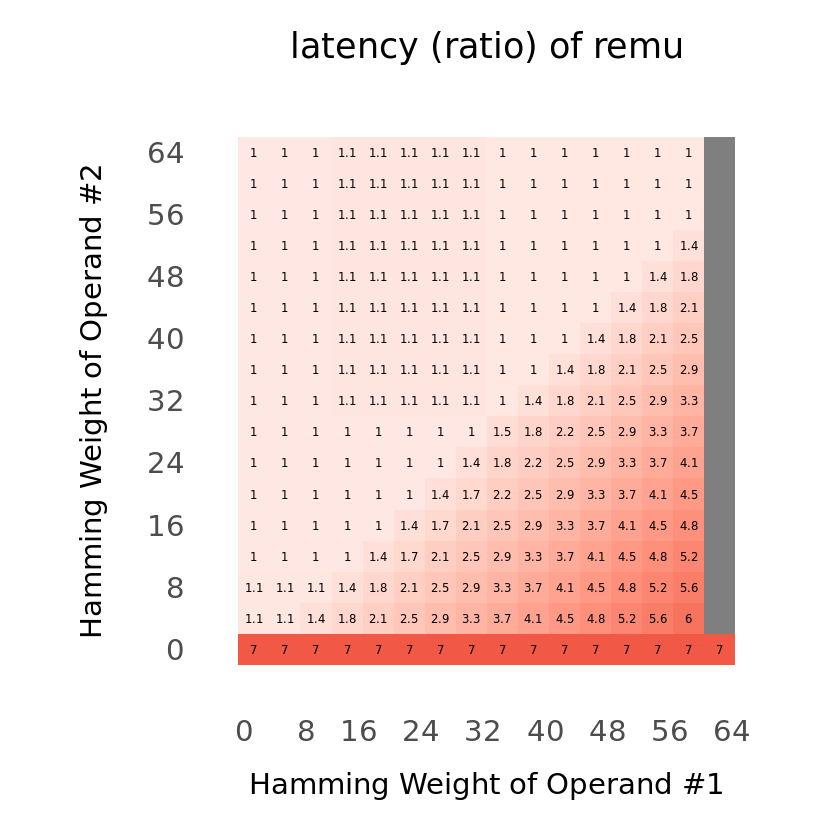 latency (ratio) of remu
Hamming Weight of Operand #2
64 1 1 1 1.1 1.1 1.1 1.1 1.1 1 1 1 1 1 1 1
1 1 1 1.1 1.1 1.1 1.1 1.1 1 1 1 1 1 1 1
56 1 1 1 1.1 1.1 1.1 1.1 1.1 1 1 1 1 1 1 1
1 1 1 1.1 1.1 1.1 1.1 1.1 1 1 1 1 1 1 1.4
48 1 1 1 1.1 1.1 1.1 1.1 1.1 1 1 1 1 1 1.4 1.8
1 1 1 1.1 1.1 1.1 1.1 1.1 1 1 1 1 1.4 1.8 2.1
40 1 1 1 1.1 1.1 1.1 1.1 1.1 1 1 1 1.4 1.8 2.1 2.5
1 1 1 1.1 1.1 1.1 1.1 1.1 1 1 1.4 1.8 2.1 2.5 2.9
32 1 1 1 1.1 1.1 1.1 1.1 1.1 1 1.4 1.8 2.1 2.5 2.9 3.3
1 1 1 1 1 1 1 1 1.5 1.8 2.2 2.5 2.9 3.3 3.7
24 1 1 1 1 1 1 1 1.4 1.8 2.2 2.5 2.9 3.3 3.7 4.1
1 1 1 1 1 1 1.4 1.7 2.2 2.5 2.9 3.3 3.7 4.1 4.5
16 1 1 1 1 1 1.4 1.7 2.1 2.5 2.9 3.3 3.7 4.1 4.5 4.8
1 1 1 1 1.4 1.7 2.1 2.5 2.9 3.3 3.7 4.1 4.5 4.8 5.2
8 1.1 1.1 1.1 1.4 1.8 2.1 2.5 2.9 3.3 3.7 4.1 4.5 4.8 5.2 5.6
1.1 1.1 1.4 1.8 2.1 2.5 2.9 3.3 3.7 4.1 4.5 4.8 5.2 5.6 6
0 7 7 7 7 7 7 7 7 7 7 7 7 7 7 7 7
0 8 16 24 32 40 48 56 64
Hamming Weight of Operand #1